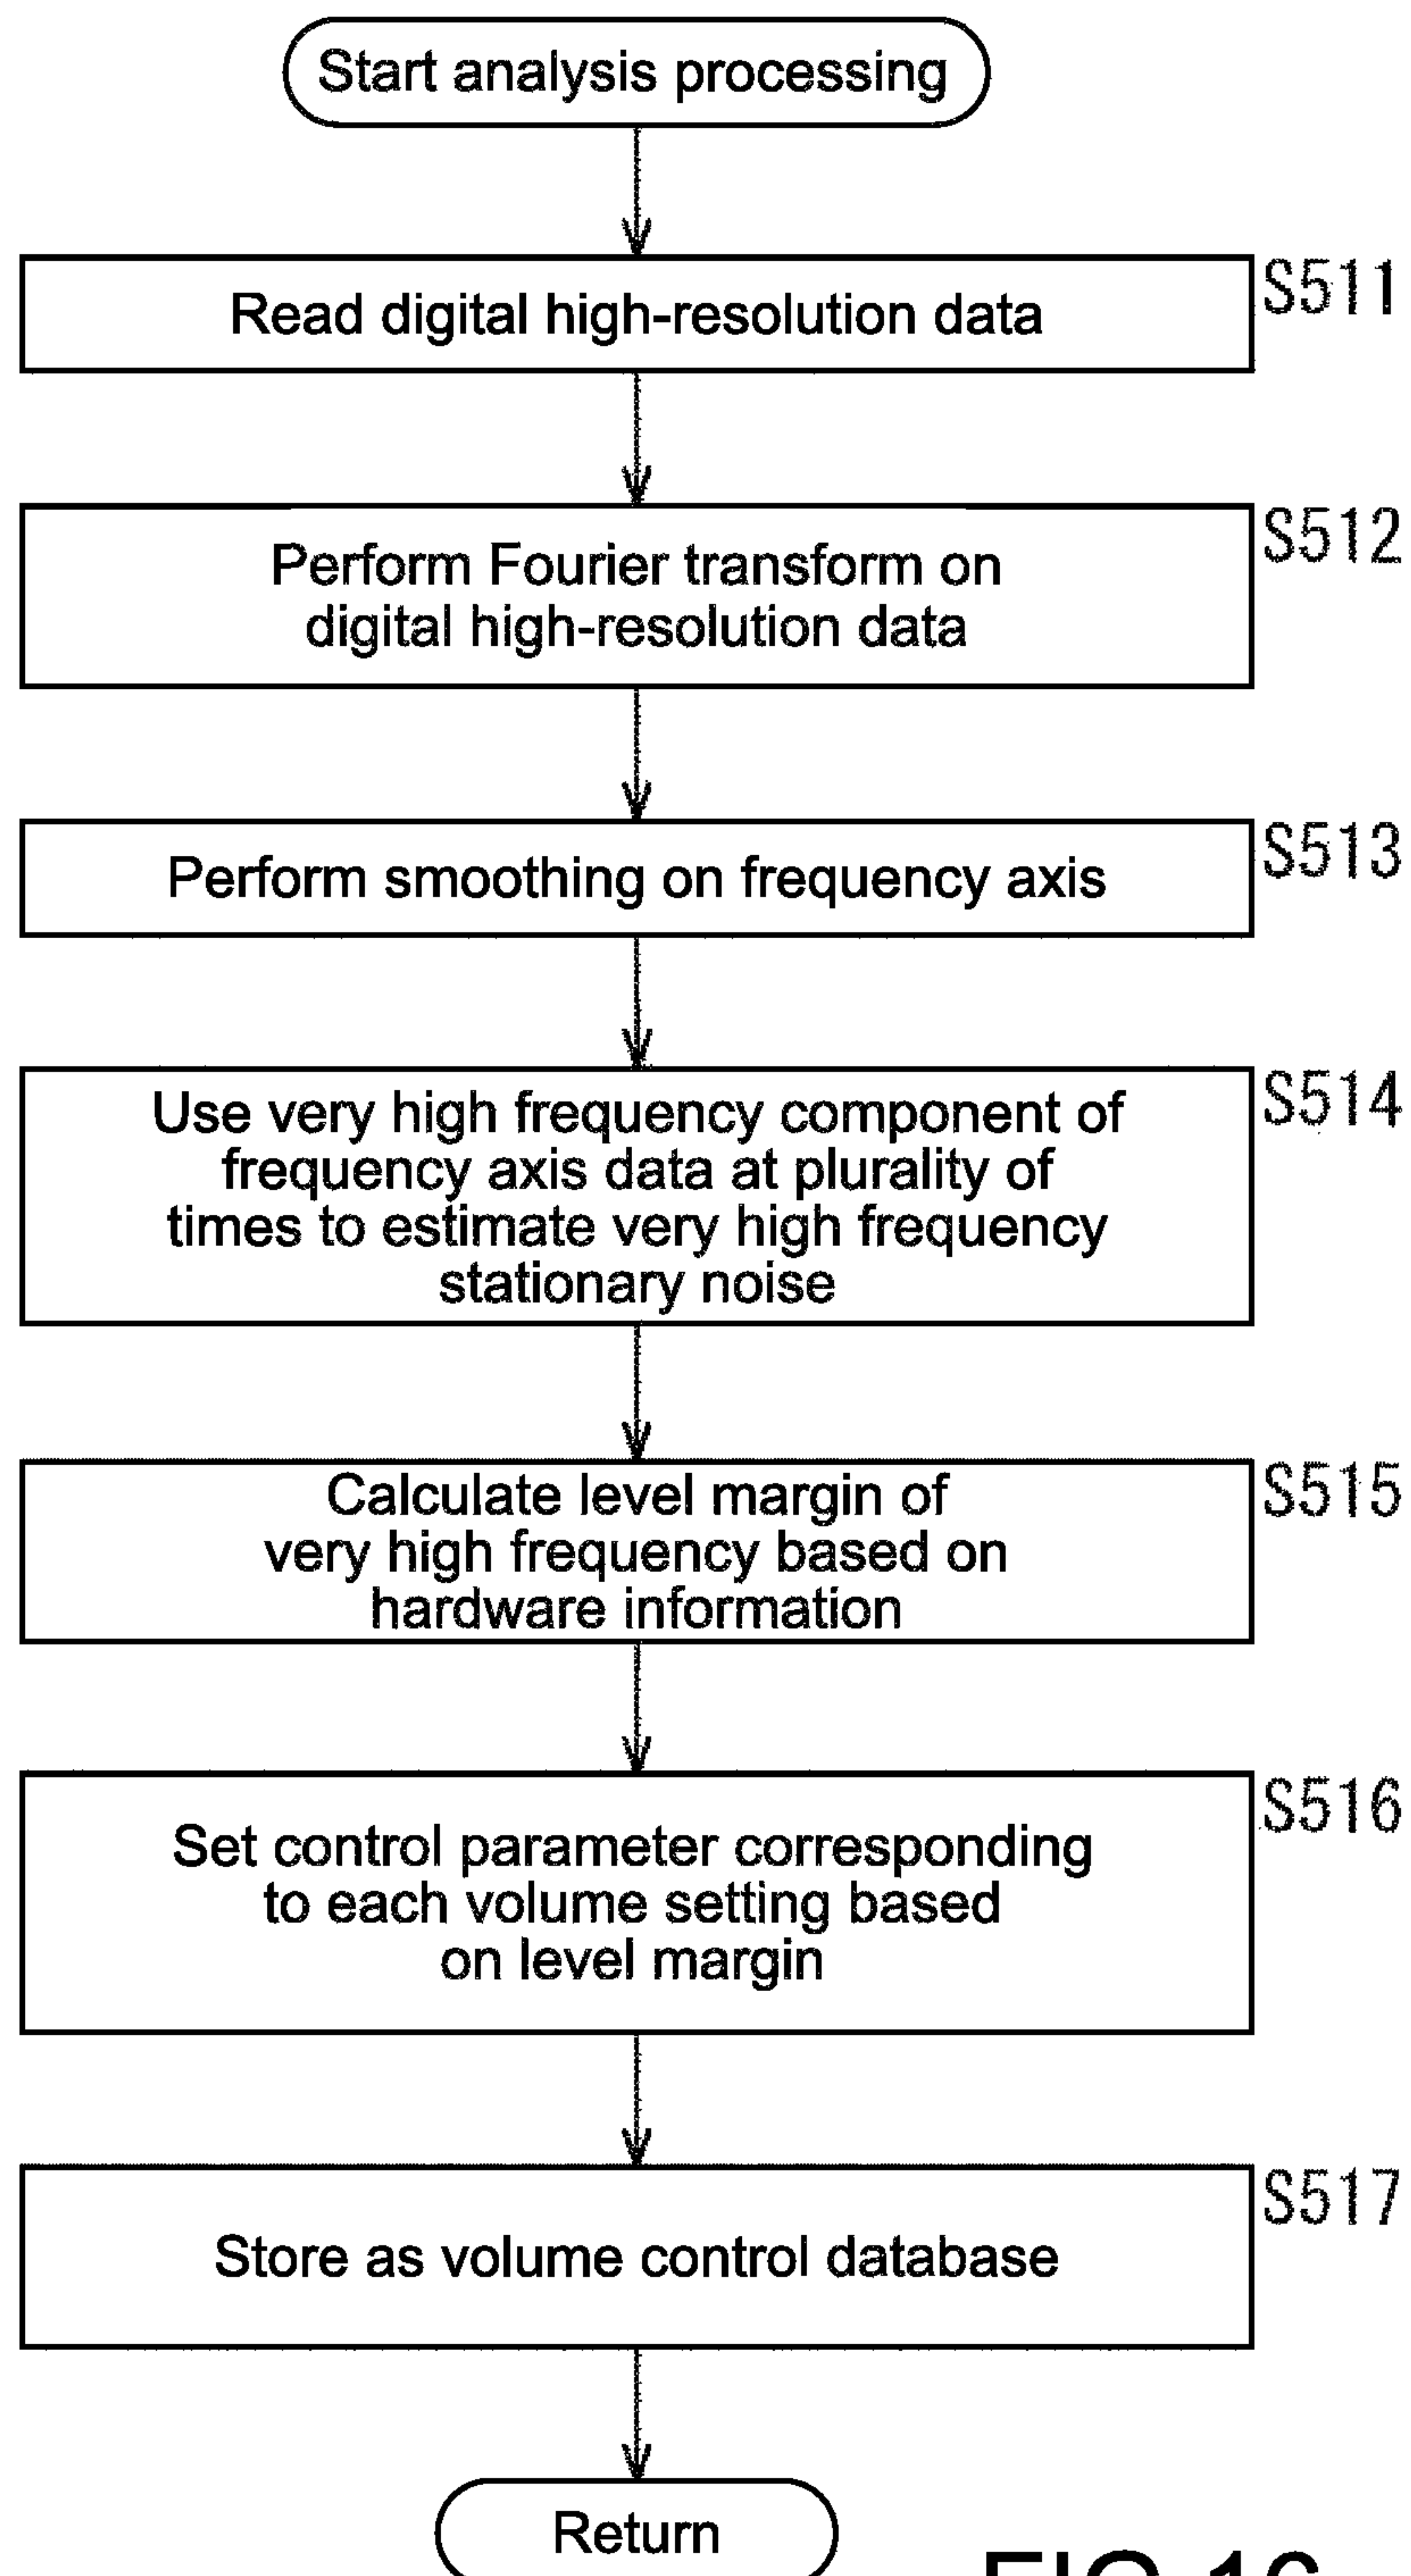 Start analysis processing
Read digital high-resolution data
S511
Perform Fourier transform on
digital high-resolution data
S512
Perform smoothing on frequency axis
S513
Use very high frequency component of
frequency axis data at plurality of
times to estimate very high frequency
stationary noise
S514
Calculate level margin of
very high frequency based on
hardware information
S515
Set control parameter corresponding
to each volume setting based
on level margin
S516
Store as volume control database
S517
Return
FIG.16